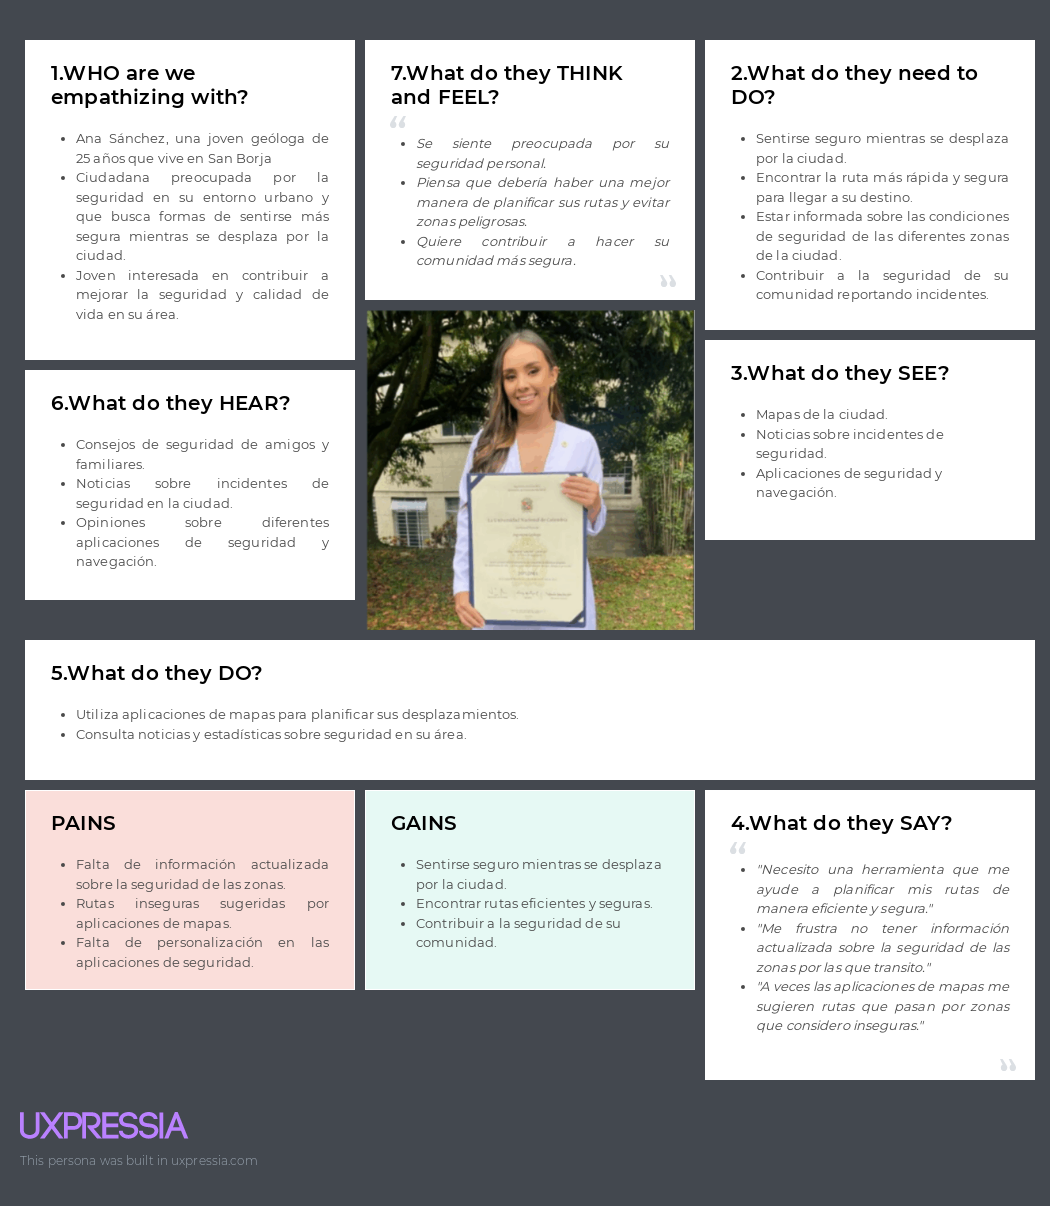 1.WHO are we
empathizing with?
Ana Sánchez, una joven geóloga de
25 años que vive en San Borja
Ciudadana preocupada por la
seguridad en su entorno urbano y
que busca formas de sentirse más
segura mientras se desplaza por la
ciudad.
Joven interesada en contribuir a
mejorar la seguridad y calidad de
vida en su área.
7.What do they THINK
and FEEL?
“
Se siente preocupada por su
seguridad personal.
Piensa que debería haber una mejor
manera de planificar sus rutas y evitar
zonas peligrosas.
Quiere contribuir a hacer su
comunidad más segura.
”
2.What do they need to
DO?
Sentirse seguro mientras se desplaza
por la ciudad.
Encontrar la ruta más rápida y segura
para llegar a su destino.
Estar informada sobre las condiciones
de seguridad de las diferentes zonas
de la ciudad.
Contribuir a la seguridad de su
comunidad reportando incidentes.
6.What do they HEAR?
Consejos de seguridad de amigos y
familiares.
Noticias sobre incidentes de
seguridad en la ciudad.
Opiniones sobre diferentes
aplicaciones de seguridad y
navegación.
3.What do they SEE?
Mapas de la ciudad.
Noticias sobre incidentes de
seguridad.
Aplicaciones de seguridad y
navegación.
5.What do they DO?
Utiliza aplicaciones de mapas para planificar sus desplazamientos.
Consulta noticias y estadísticas sobre seguridad en su área.
PAINS
Falta de información actualizada
sobre la seguridad de las zonas.
Rutas inseguras sugeridas por
aplicaciones de mapas.
Falta de personalización en las
aplicaciones de seguridad.
GAINS
Sentirse seguro mientras se desplaza
por la ciudad.
Encontrar rutas eficientes y seguras.
Contribuir a la seguridad de su
comunidad.
4.What do they SAY?
“
"Necesito una herramienta que me
ayude a planificar mis rutas de
manera eficiente y segura."
"Me frustra no tener información
actualizada sobre la seguridad de las
zonas por las que transito."
"A veces las aplicaciones de mapas me
sugieren rutas que pasan por zonas
que considero inseguras."
”
UXPRESSIA
This persona was built in uxpressia.com